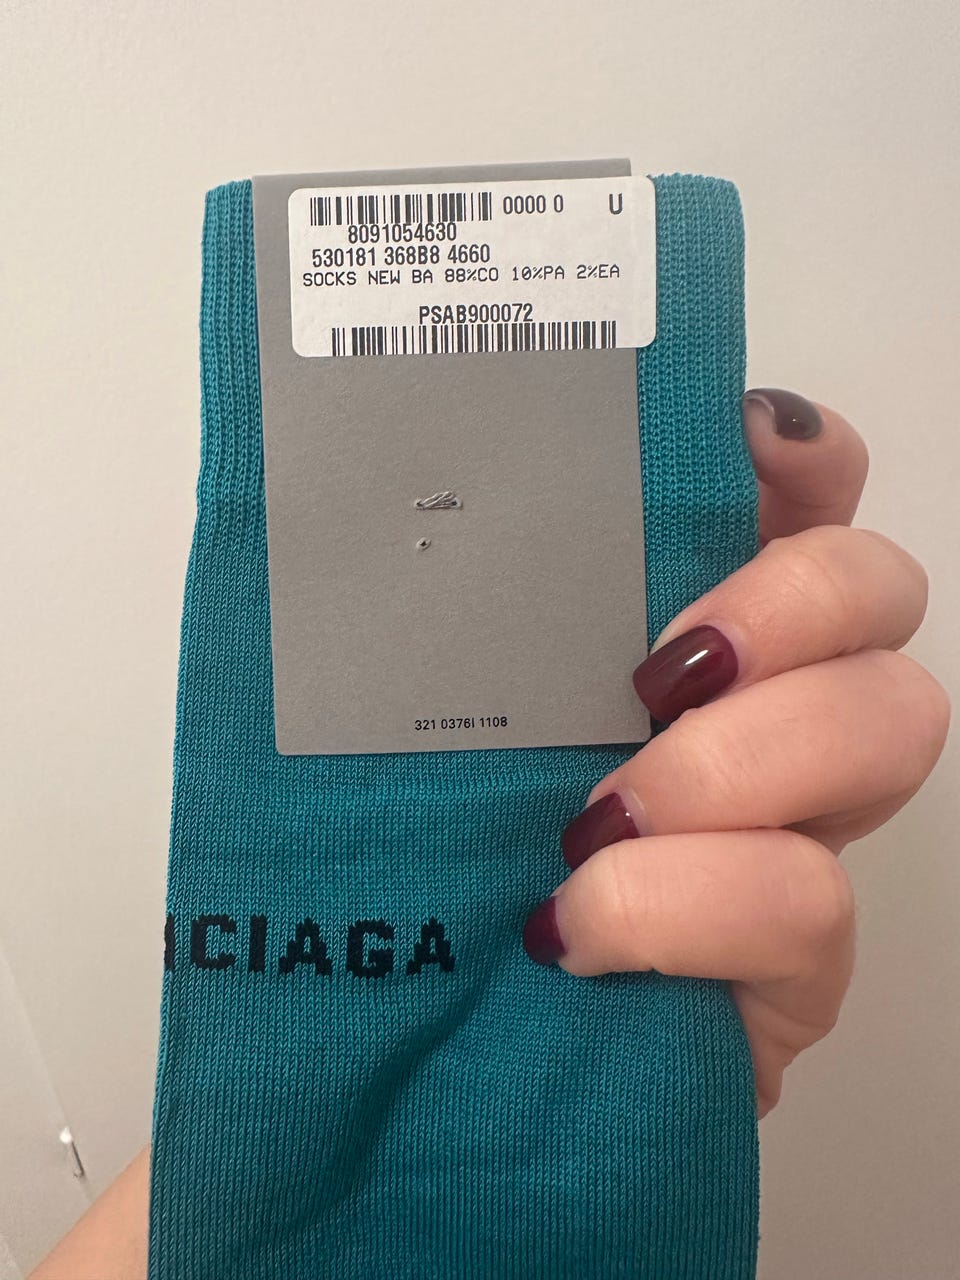 0000 0 U
8091054630
530181 368B8 4660
SOCKS NEW BA 88%CO 10%PA 2%EA
PSAB900072
321 0376I 1108
NCIAGA